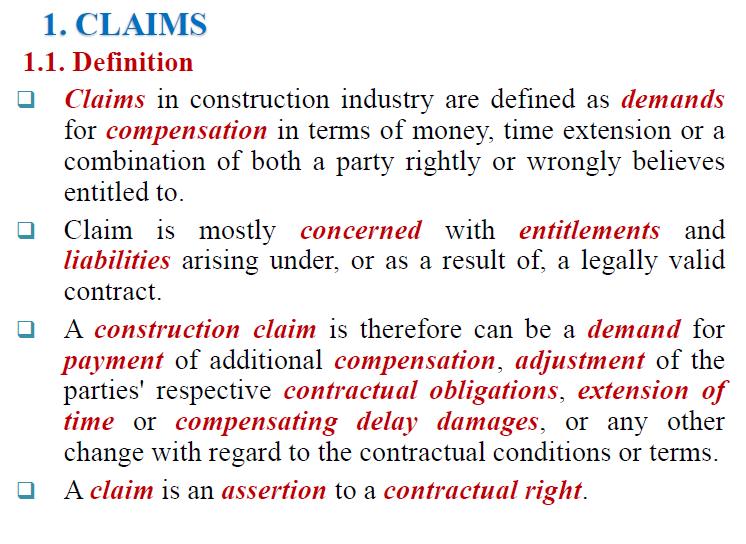 1. CLAIMS
1.1. Definition
❑ Claims in construction industry are defined as demands
for compensation in terms of money, time extension or a
combination of both a party rightly or wrongly believes
entitled to.
❑ Claim is mostly concerned with entitlements and
liabilities arising under, or as a result of, a legally valid
contract.
❑ A construction claim is therefore can be a demand for
payment of additional compensation, adjustment of the
parties' respective contractual obligations, extension of
time or compensating delay damages, or any other
change with regard to the contractual conditions or terms.
❑ A claim is an assertion to a contractual right.